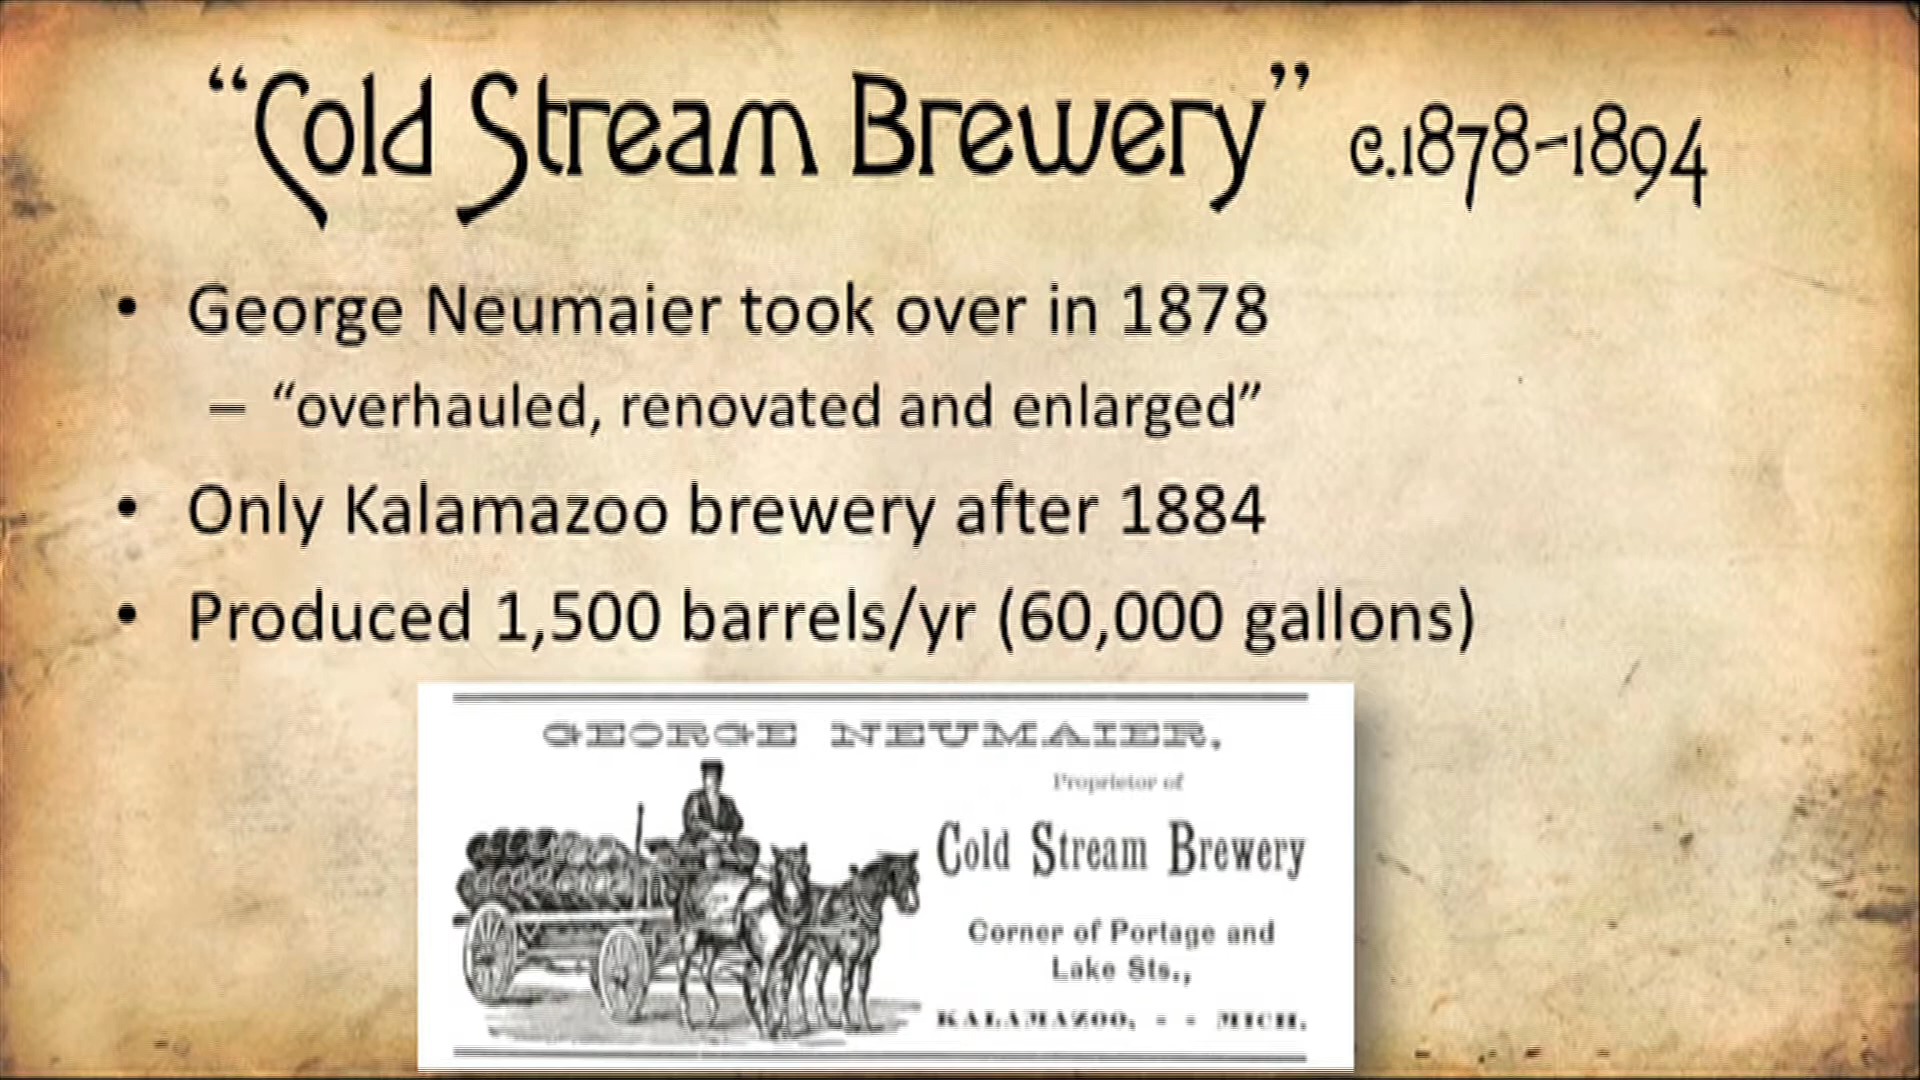 “Cold Stream Brewery” c.1878-1894
• George Neumaier took over in 1878
– “overhauled, renovated and enlarged”
• Only Kalamazoo brewery after 1884
• Produced 1,500 barrels/yr (60,000 gallons)
GEORGE NEUMAIER,
Proprietor of
Cold Stream Brewery
Corner of Portage and
Lake Sts.,
KALAMAZOO, - - MICH.